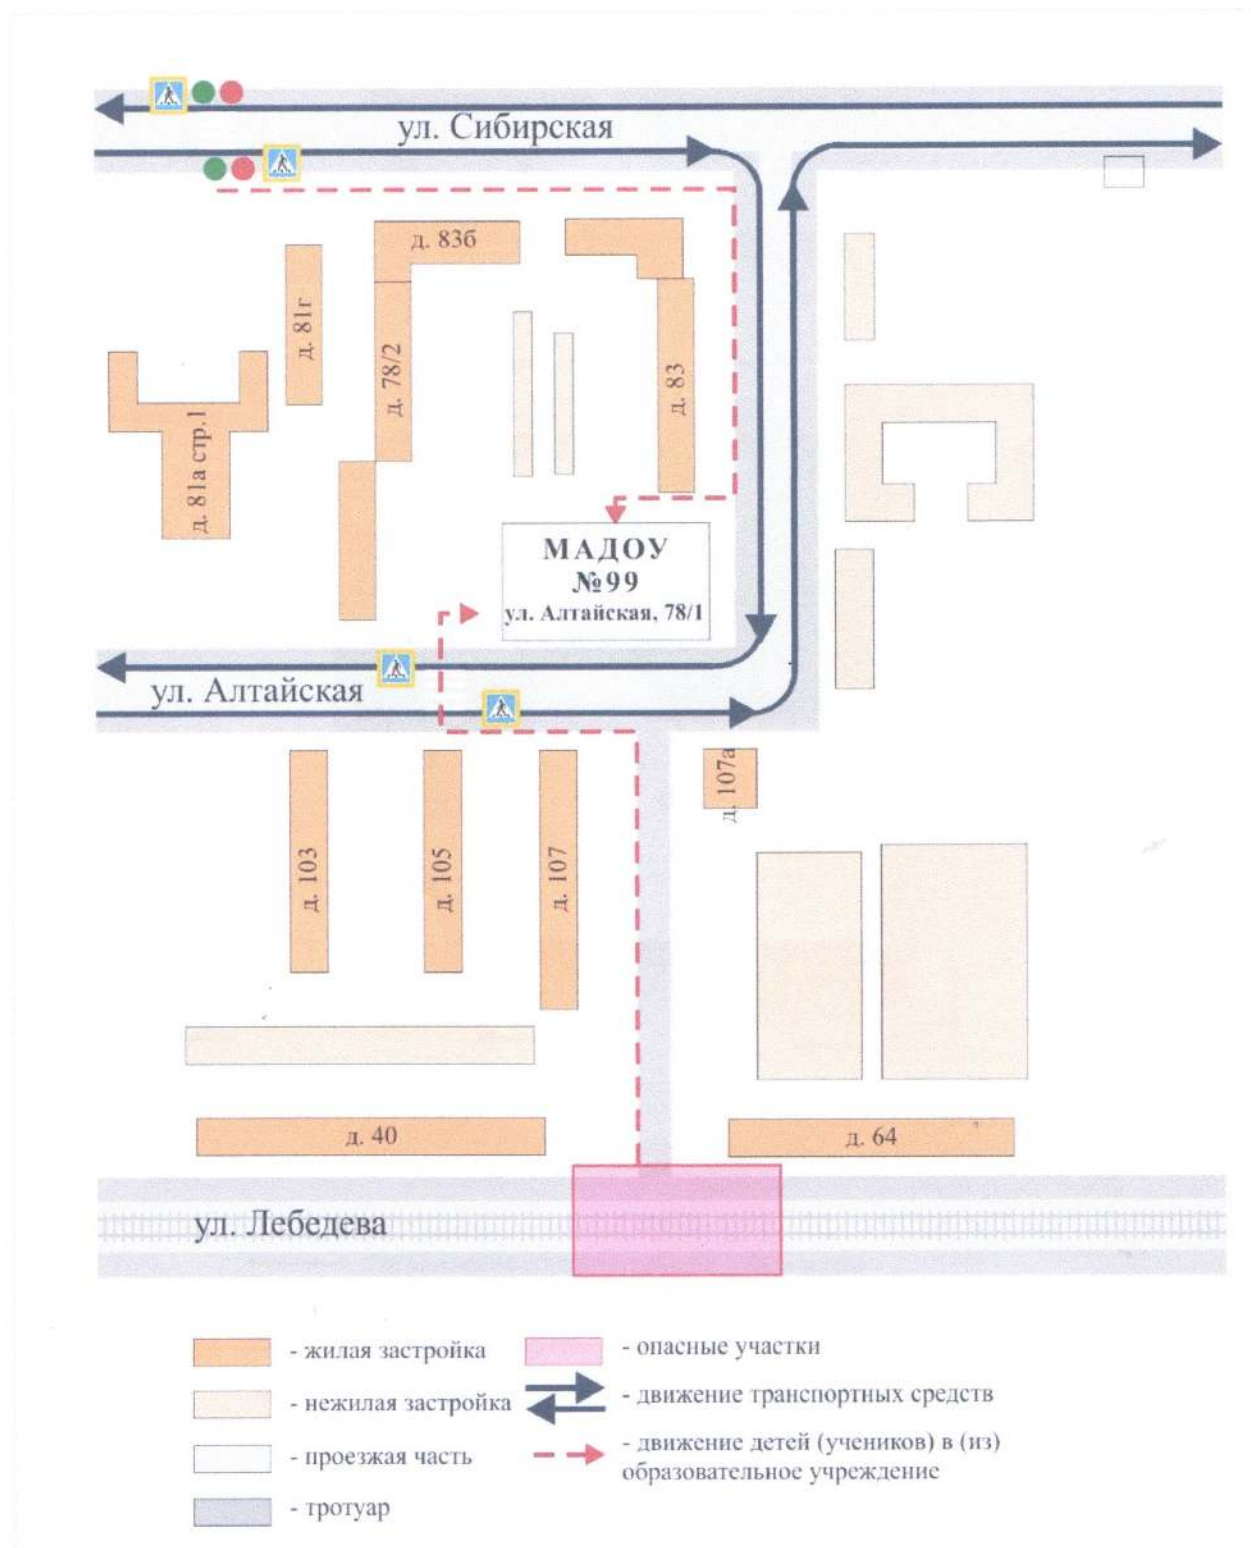 ул. Сибирская
д. 83б
д. 81г
д. 78/2
д. 83
д. 81а стр.1
МАДОУ
№99
ул. Алтайская, 78/1
ул. Алтайская
д. 107а
д. 103
д. 105
д. 107
д. 40
д. 64
ул. Лебедева
- жилая застройка
- нежилая застройка
- проезжая часть
- тротуар
- опасные участки
- движение транспортных средств
- движение детей (учеников) в (из)
образовательное учреждение